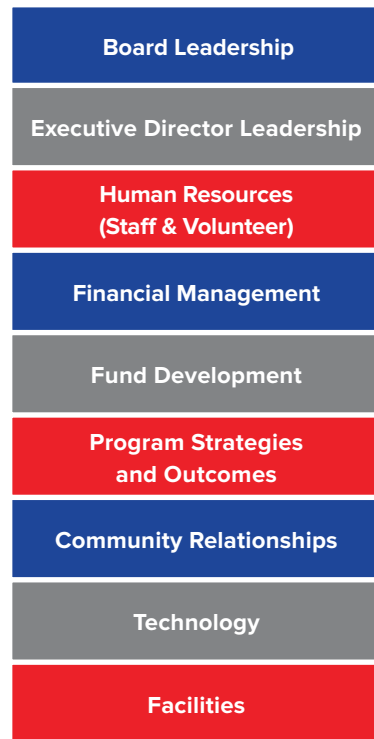 Board Leadership
Executive Director Leadership
Human Resources
(Staff & Volunteer)
Financial Management
Fund Development
Program Strategies
and Outcomes
Community Relationships
Technology
Facilities